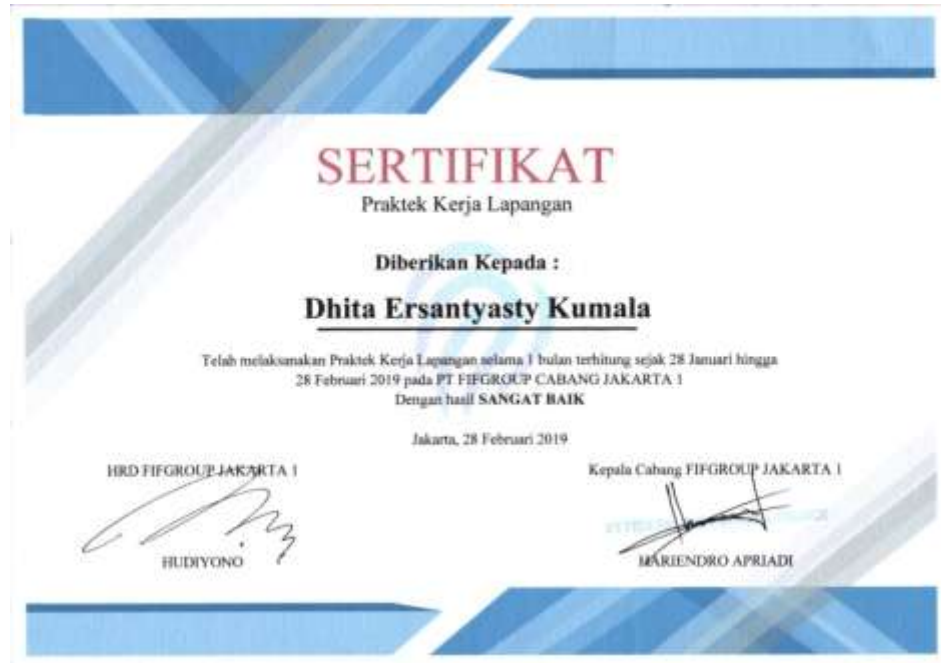 SERTIFIKAT
Praktek Kerja Lapangan
Diberikan Kepada :
Dhita Ersantyasty Kumala
Telah melaksanakan Praktek Kerja Lapangan selama 1 bulan terhitung sejak 28 Januari hingga
28 Februari 2019 pada PT FIFGROUP CABANG JAKARTA 1
Dengan hasil SANGAT BAIK
Jakarta, 28 Februari 2019
HRD FIFGROUP JAKARTA 1
Kepala Cabang FIFGROUP JAKARTA 1
HUDIYONO
HARIENDRO APRIADI